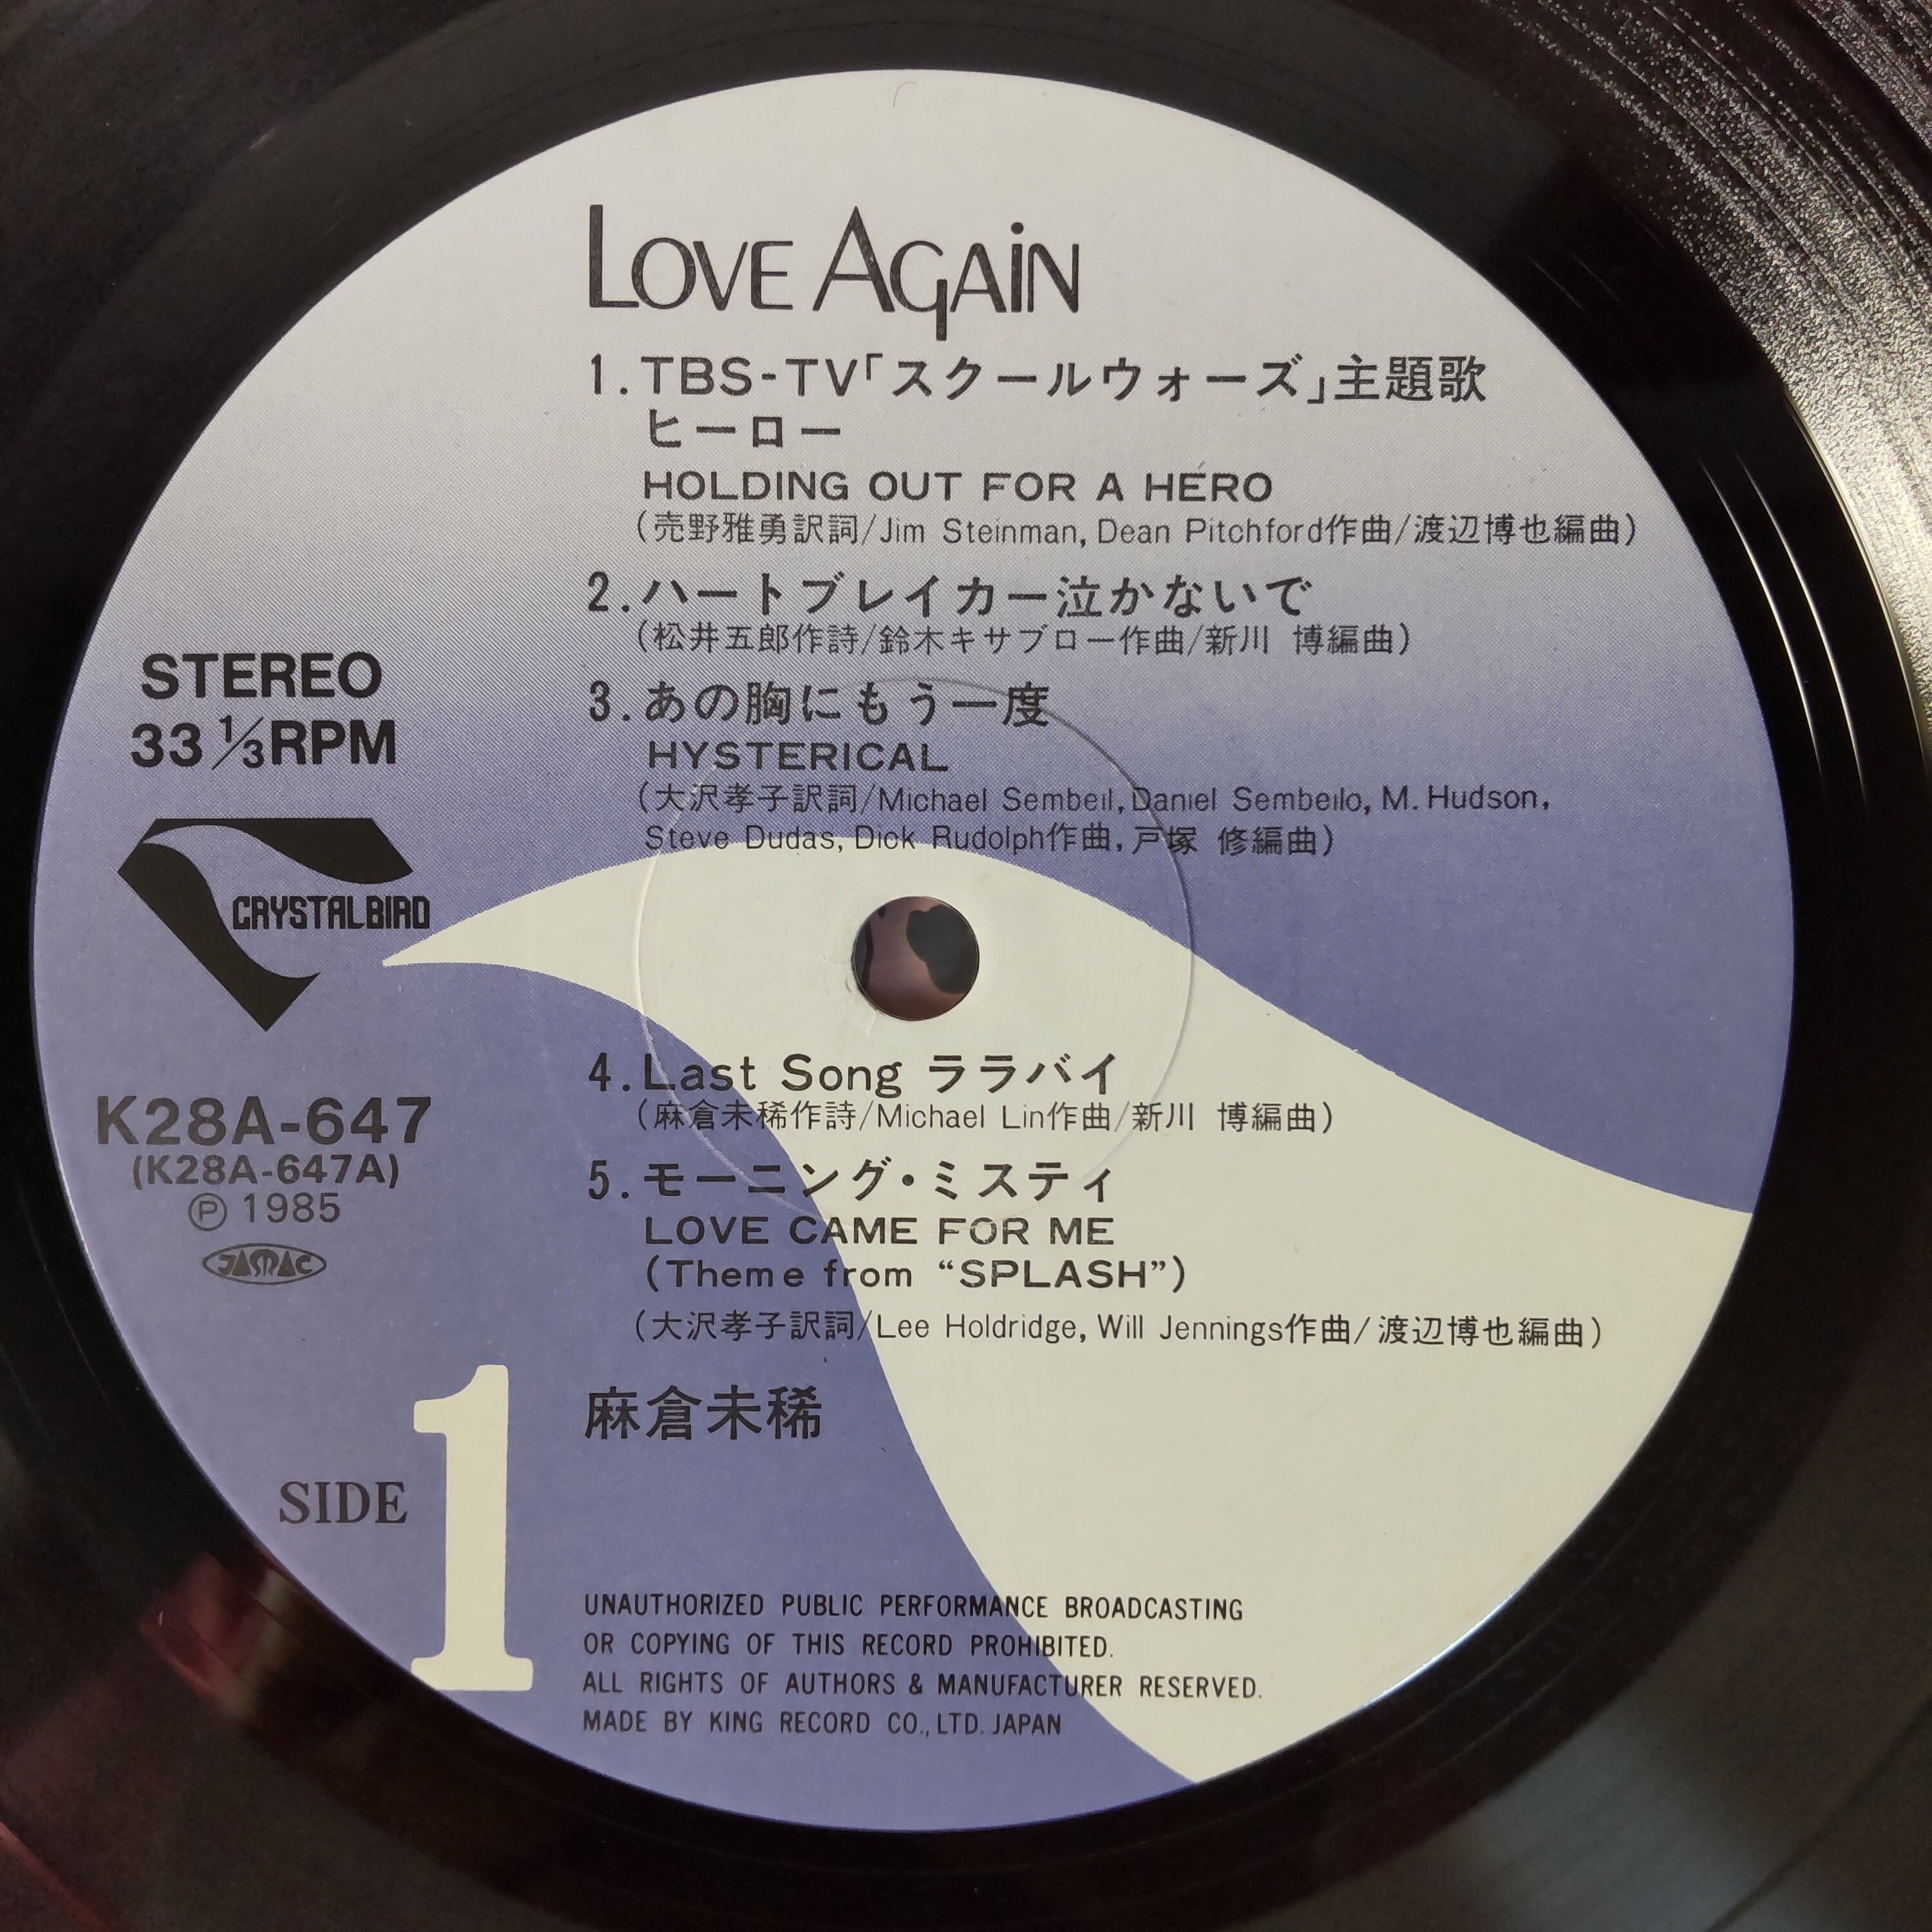 LOVE AGAiN
1.TBS-TV「スクールウォーズ」主題歌
ヒーロー
HOLDING OUT FOR A HERO
(売野雅勇訳詞/Jim Steinman, Dean Pitchford作曲/渡辺博也編曲)
2.ハートブレイカー泣かないで
(松井五郎作詩/鈴木キサブロー作曲/新川 博編曲)
3.あの胸にもう一度
HYSTERICAL
(大沢孝子訳詞/Michael Sembeil, Daniel Sembeilo, M. Hudson,
Steve Dudas, Dick Rudolph作曲, 戸塚 修編曲)
STEREO
33 1/3 RPM
CRYSTALBIRD
K28A-647
(K28A-647A)
Ⓟ 1985
JASRAC
4.Last Song ララバイ
(麻倉未稀作詩/Michael Lin作曲/新川 博編曲)
5.モーニング・ミスティ
LOVE CAME FOR ME
(Theme from “SPLASH”)
(大沢孝子訳詞/Lee Holdridge, Will Jennings作曲/渡辺博也編曲)
麻倉未稀
SIDE 1
UNAUTHORIZED PUBLIC PERFORMANCE BROADCASTING
OR COPYING OF THIS RECORD PROHIBITED.
ALL RIGHTS OF AUTHORS & MANUFACTURER RESERVED.
MADE BY KING RECORD CO., LTD. JAPAN